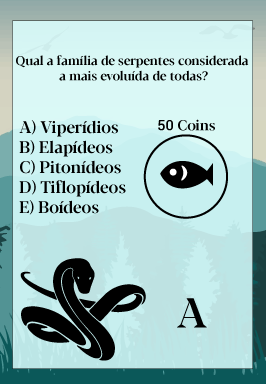 Qual a família de serpentes considerada
a mais evoluída de todas?
A) Viperídios
B) Elapídeos
C) Pitonídeos
D) Tiflopídeos
E) Boídeos
50 Coins
A